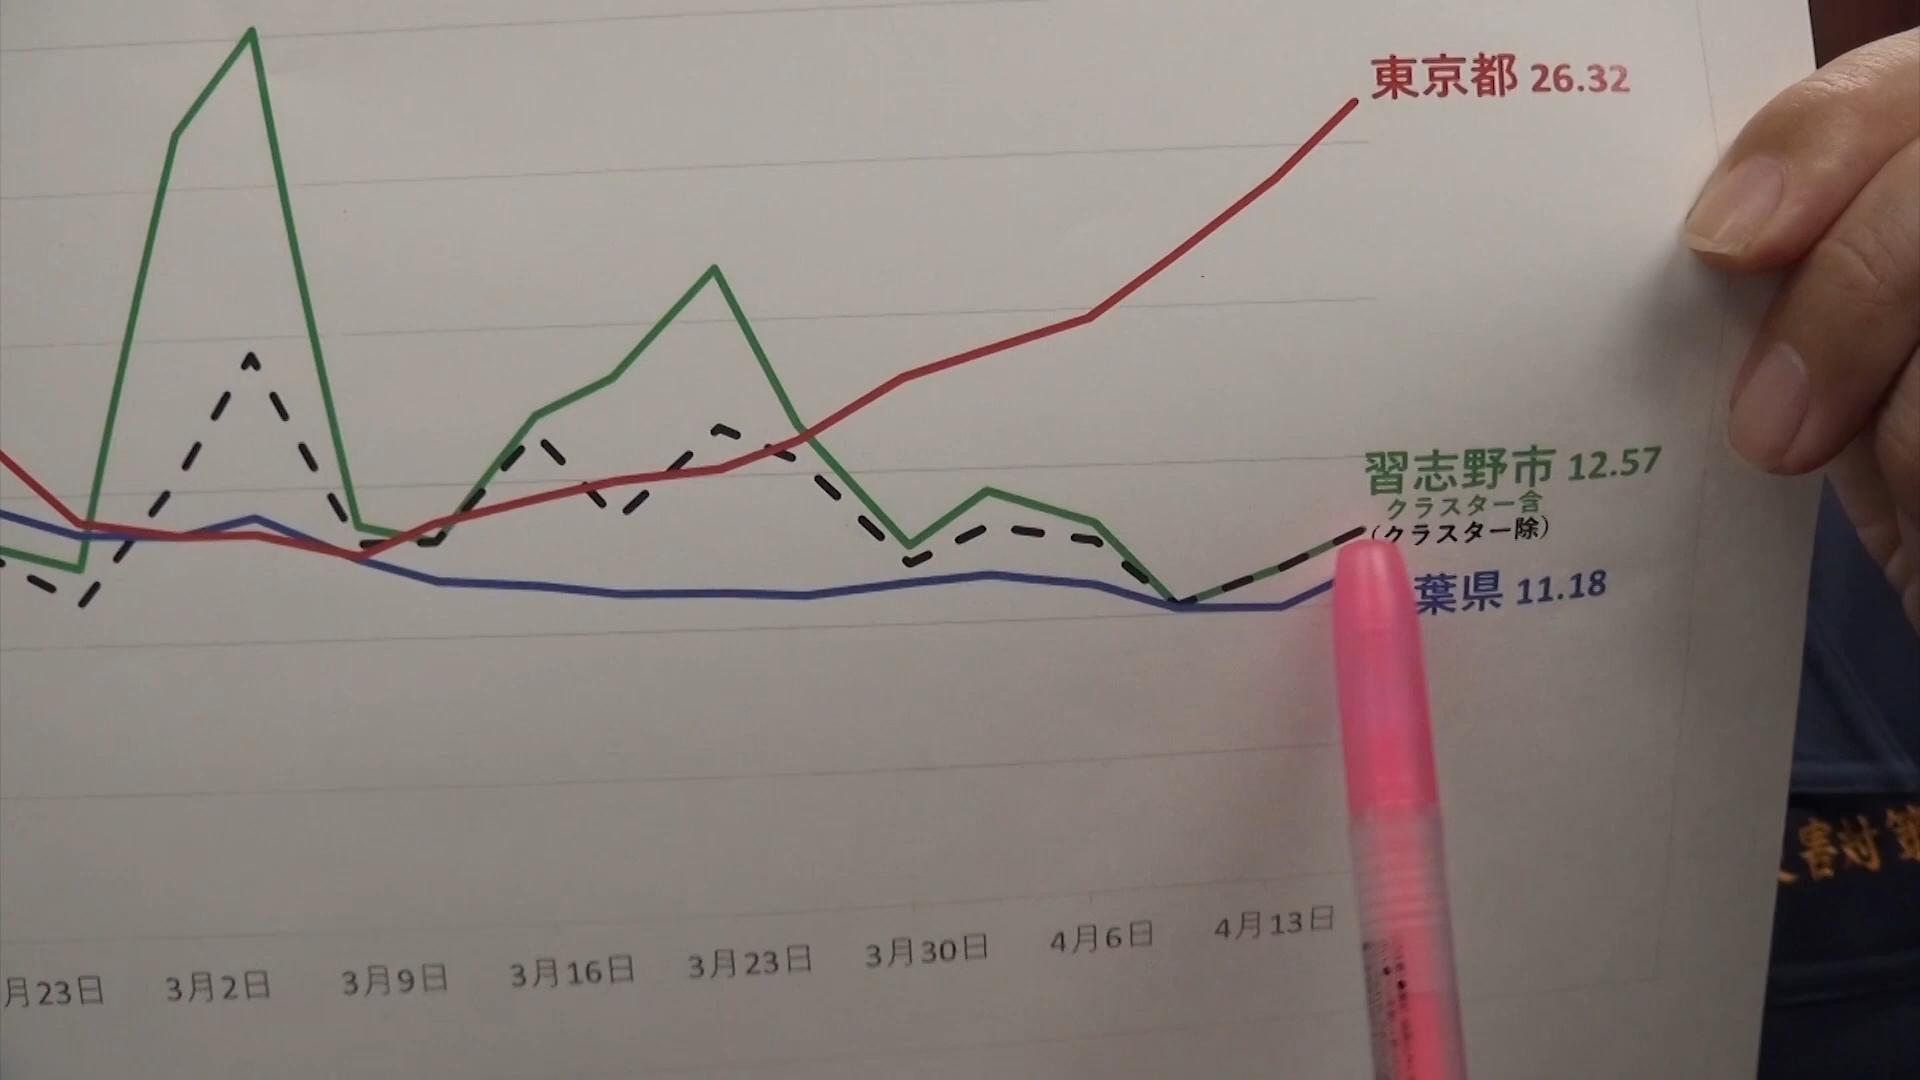 東京都 26.32
習志野市 12.57
クラスター含
(クラスター除)
葉県 11.18
月23日
3月2日
3月9日
3月16日
3月23日
3月30日
4月6日
4月13日
害対策